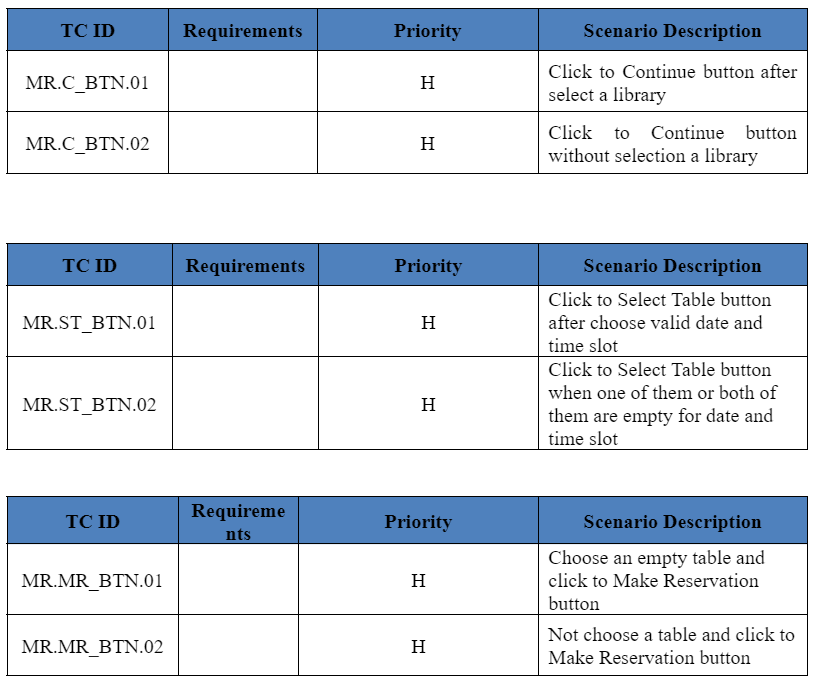 TC ID Requirements Priority Scenario Description
MR.C_BTN.01 H Click to Continue button after
select a library
MR.C_BTN.02 H Click to Continue button
without selection a library
TC ID Requirements Priority Scenario Description
Click to Select Table button
MR.ST_BTN.01 H after choose valid date and
time slot
Click to Select Table button
when one of them or both of
MR.ST_BTN.02 H them are empty for date and
time slot
TC ID Requireme
nts Priority Scenario Description
Choose an empty table and
MR.MR_BTN.01 H click to Make Reservation
button
MR.MR_BTN.02 H Not choose a table and click to
Make Reservation button